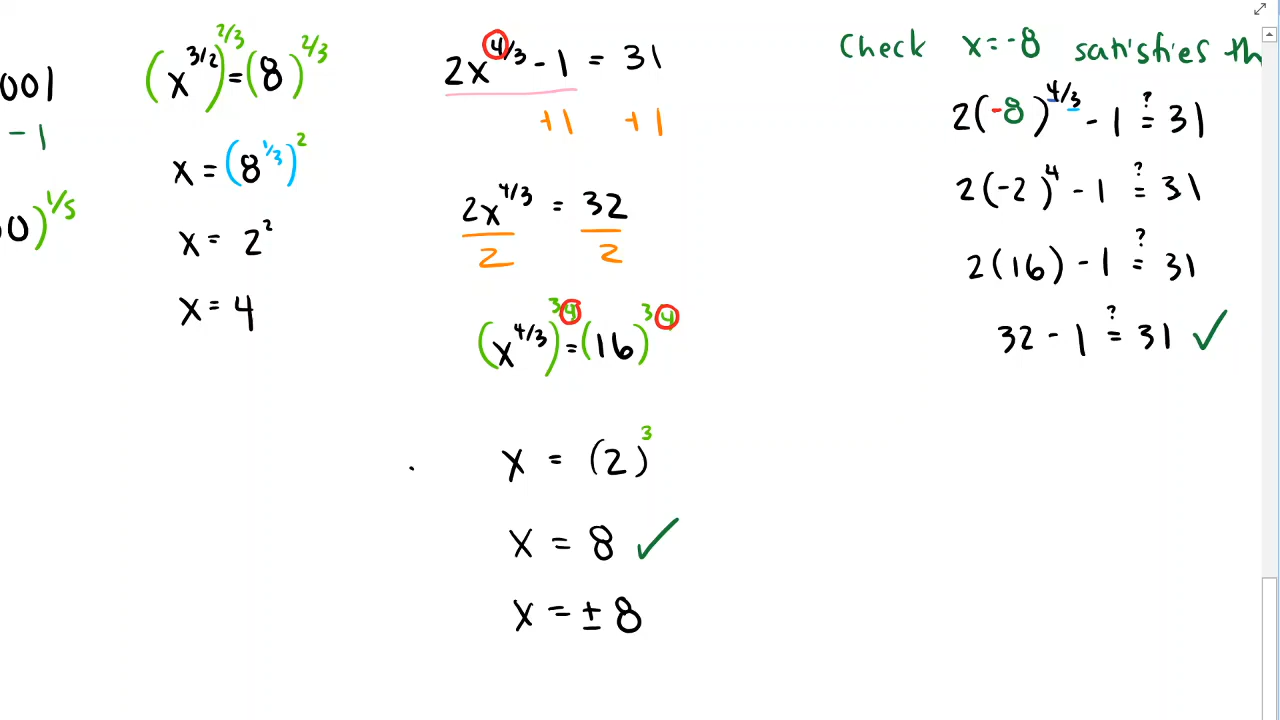 001
- 1
0)^{1/5}
(x^{3/2})^{2/3} = (8)^{2/3}
x = (8^{1/3})^2
x = 2^2
x = 4
2x^{4/3} - 1 = 31
+1 +1
2x^{4/3} = 32
2 2
(x^{4/3})^{3/4} = (16)^{3/4}
x = (2)^3
x = 8 ✓
x = ± 8
Check x = -8 satisfies th
2(-8)^{4/3} - 1 ?= 31
2(-2)^4 - 1 ?= 31
2(16) - 1 ?= 31
32 - 1 ?= 31 ✓